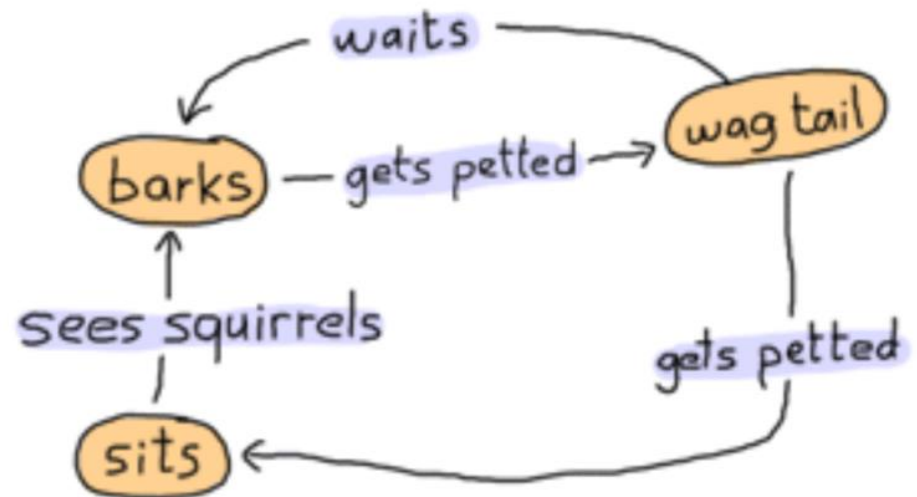 waits
wag tail
barks
gets petted
sees squirrels
gets petted
sits